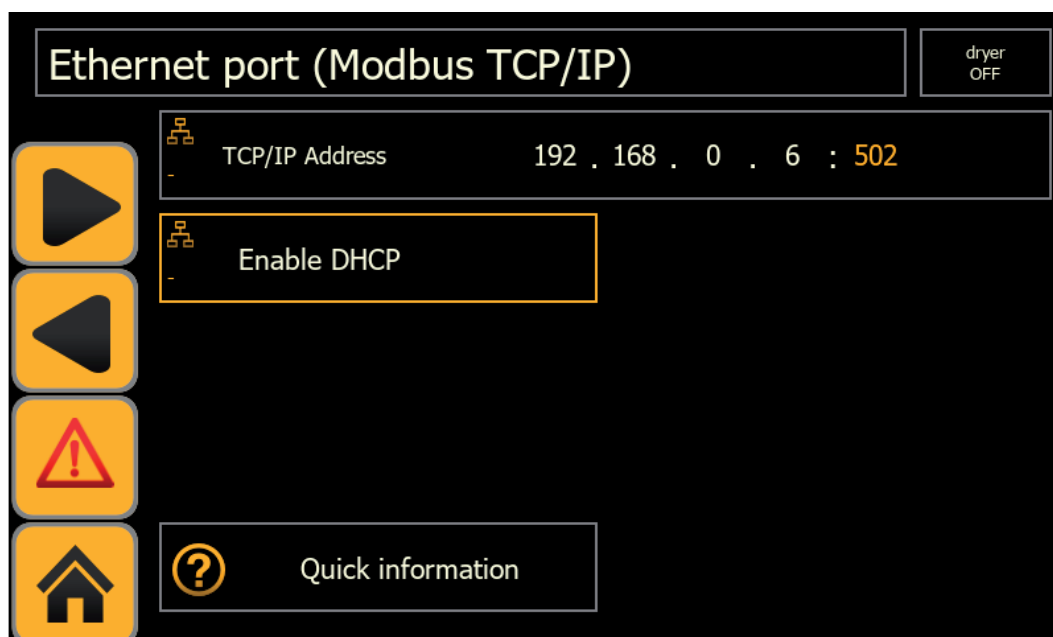 Ethernet port (Modbus TCP/IP)
dryer
OFF
TCP/IP Address 192 . 168 . 0 . 6 : 502
-
Enable DHCP
-
? Quick information